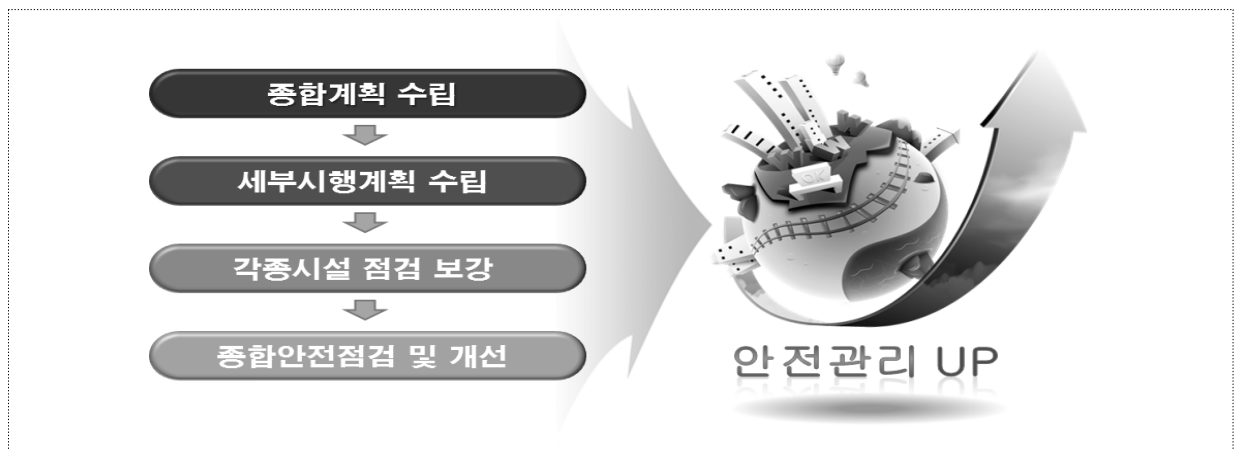 종합계획 수립
세부시행계획 수립
각종시설 점검 보강
종합안전점검 및 개선
OK
안전관리 UP